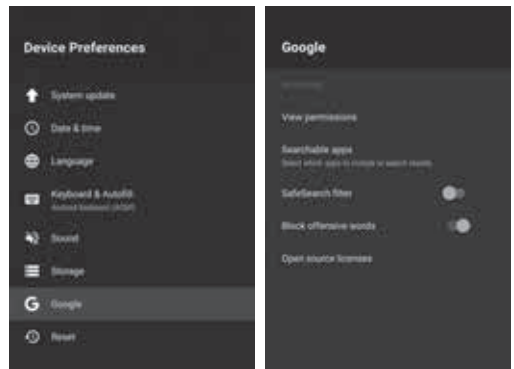 Device Preferences
System update
Date & time
Language
Keyboard & Autofill
Android Keyboard (AOSP)
Sound
Storage
Google
Reset
Google
View permissions
Searchable apps
Select which apps to include in search results
SafeSearch filter
Block offensive words
Open source licenses